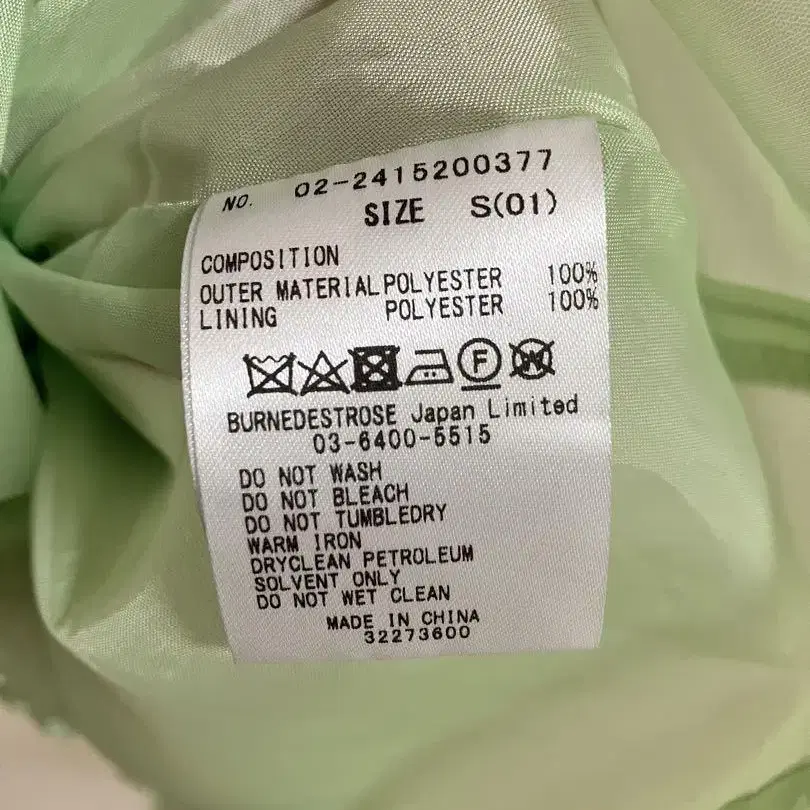 NO. 02-2415200377
SIZE S(01)
COMPOSITION
OUTER MATERIAL POLYESTER 100%
LINING POLYESTER 100%
F W
BURNEDESTROSE Japan Limited
03-6400-5515
DO NOT WASH
DO NOT BLEACH
DO NOT TUMBLEDRY
WARM IRON
DRYCLEAN PETROLEUM
SOLVENT ONLY
DO NOT WET CLEAN
MADE IN CHINA
32273600